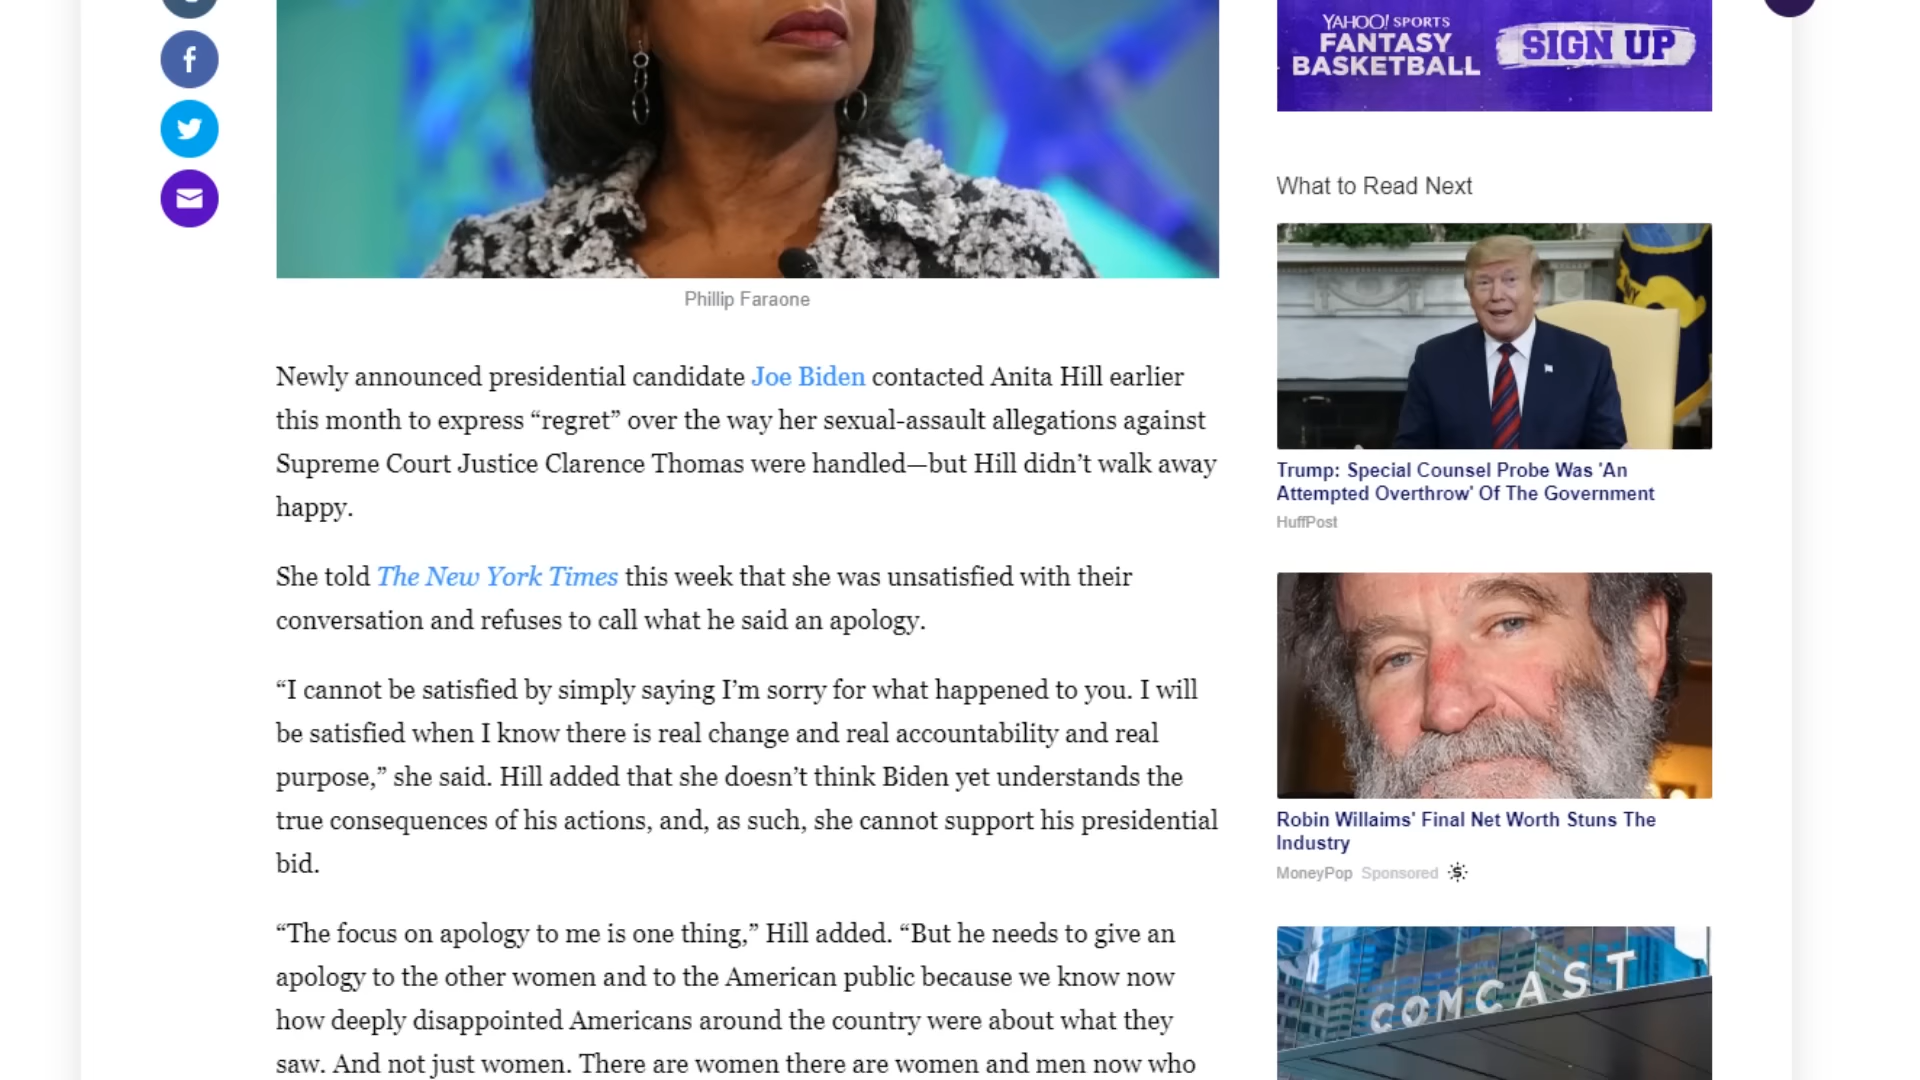 YAHOO! SPORTS
FANTASY
BASKETBALL
SIGN UP
Phillip Faraone
Newly announced presidential candidate Joe Biden contacted Anita Hill earlier
this month to express “regret” over the way her sexual-assault allegations against
Supreme Court Justice Clarence Thomas were handled—but Hill didn’t walk away
happy.
She told The New York Times this week that she was unsatisfied with their
conversation and refuses to call what he said an apology.
“I cannot be satisfied by simply saying I’m sorry for what happened to you. I will
be satisfied when I know there is real change and real accountability and real
purpose,” she said. Hill added that she doesn’t think Biden yet understands the
true consequences of his actions, and, as such, she cannot support his presidential
bid.
“The focus on apology to me is one thing,” Hill added. “But he needs to give an
apology to the other women and to the American public because we know now
how deeply disappointed Americans around the country were about what they
saw. And not just women. There are women there are women and men now who
What to Read Next
Trump: Special Counsel Probe Was 'An
Attempted Overthrow' Of The Government
HuffPost
Robin Willaims' Final Net Worth Stuns The
Industry
MoneyPop Sponsored
COMCAST